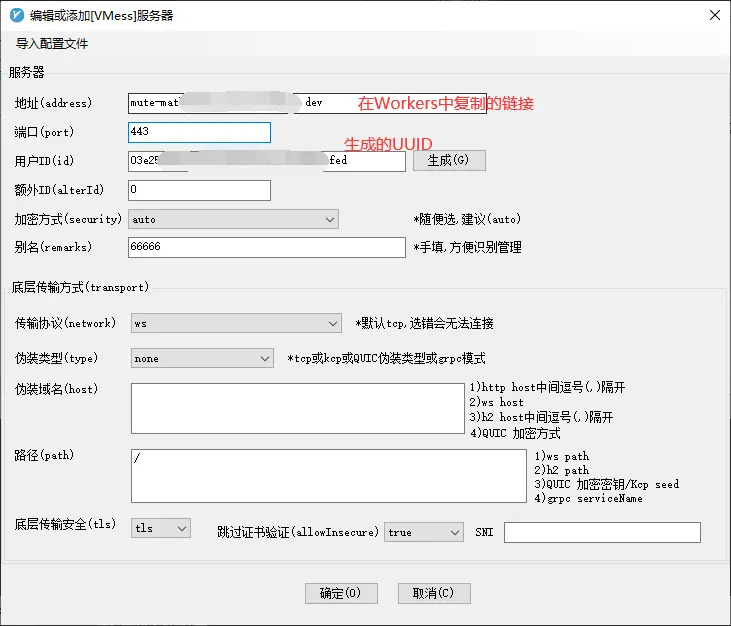 编辑或添加[VMess]服务器
导入配置文件
服务器
地址(address) mute-mat dev 在Workers中复制的链接
端口(port) 443
生成的UUID
用户ID(id) 03e25 fed 生成(G)
额外ID(alterId) 0
加密方式(security) auto *随便选,建议(auto)
别名(remarks) 66666 *手填,方便识别管理
底层传输方式(transport)
传输协议(network) ws *默认tcp,选错会无法连接
伪装类型(type) none *tcp或kcp或QUIC伪装类型或grpc模式
伪装域名(host) 1)http host中间逗号(,)隔开
2)ws host
3)h2 host中间逗号(,)隔开
4)QUIC 加密方式
路径(path) / 1)ws path
2)h2 path
3)QUIC 加密密钥/Kcp seed
4)grpc serviceName
底层传输安全(tls) tls 跳过证书验证(allowInsecure) true SNI
确定(O) 取消(C)